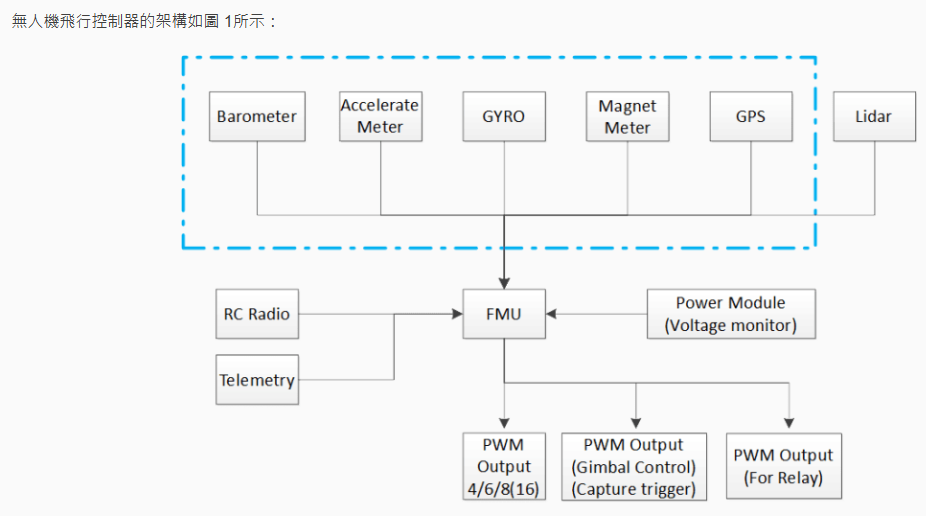 無人機飛行控制器的架構如圖 1所示：
Barometer
Accelerate
Meter
GYRO
Magnet
Meter
GPS
Lidar
RC Radio
FMU
Power Module
(Voltage monitor)
Telemetry
PWM
Output
4/6/8(16)
PWM Output
(Gimbal Control)
(Capture trigger)
PWM Output
(For Relay)